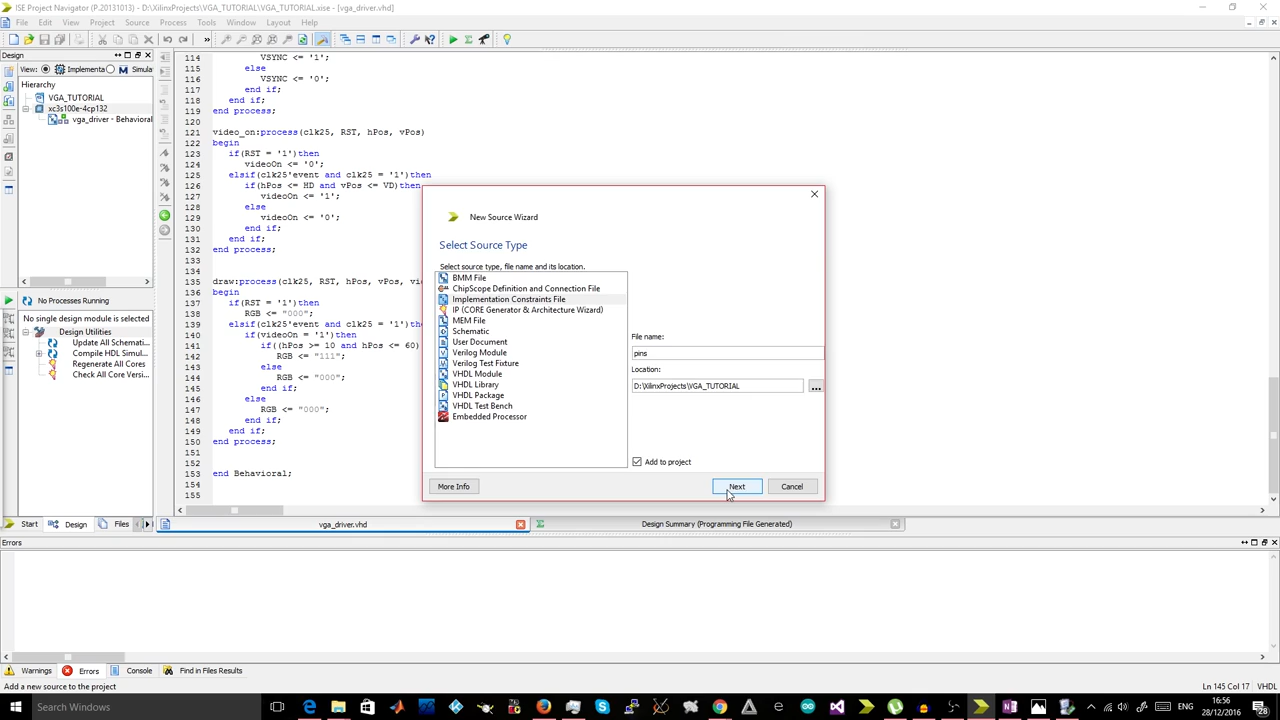 ISE Project Navigator (P.20131013) - D:\XilinxProjects\VGA_TUTORIAL\VGA_TUTORIAL.xise - [vga_driver.vhd]
File Edit View Project Source Process Tools Window Layout Help
Design
View: Implementa Simula
Hierarchy
VGA_TUTORIAL
xc3s100e-4cp132
vga_driver - Behavioral
No Processes Running
No single design module is selected
Design Utilities
Update All Schemati...
Compile HDL Simul...
Regenerate All Cores
Check All Core Versi...
Start Design Files
114 VSYNC <= '1';
115 else
116 VSYNC <= '0';
117 end if;
118 end if;
119 end process;
120
121 video_on:process(clk25, RST, hPos, vPos)
122 begin
123 if(RST = '1')then
124 videoOn <= '0';
125 elsif(clk25'event and clk25 = '1')then
126 if(hPos <= HD and vPos <= VD)then
127 videoOn <= '1';
128 else
129 videoOn <= '0';
130 end if;
131 end if;
132 end process;
133
134
135 draw:process(clk25, RST, hPos, vPos, vid
136 begin
137 if(RST = '1')then
138 RGB <= "000";
139 elsif(clk25'event and clk25 = '1')the
140 if(videoOn = '1')then
141 if((hPos >= 10 and hPos <= 60)
142 RGB <= "111";
143 else
144 RGB <= "000";
145 end if;
146 else
147 RGB <= "000";
148 end if;
149 end if;
150 end process;
151
152
153 end Behavioral;
154
155
New Source Wizard
Select Source Type
Select source type, file name and its location.
BMM File
ChipScope Definition and Connection File
Implementation Constraints File
IP (CORE Generator & Architecture Wizard)
MEM File
Schematic
User Document
Verilog Module
Verilog Test Fixture
VHDL Module
VHDL Library
VHDL Package
VHDL Test Bench
Embedded Processor
File name:
pins
Location:
D:\XilinxProjects\VGA_TUTORIAL
...
Add to project
More Info Next Cancel
vga_driver.vhd Design Summary (Programming File Generated)
Errors
Warnings Errors Console Find in Files Results
Add a new source to the project Ln 145 Col 17 VHDL
Search Windows
ENG
16:56
28/12/2016